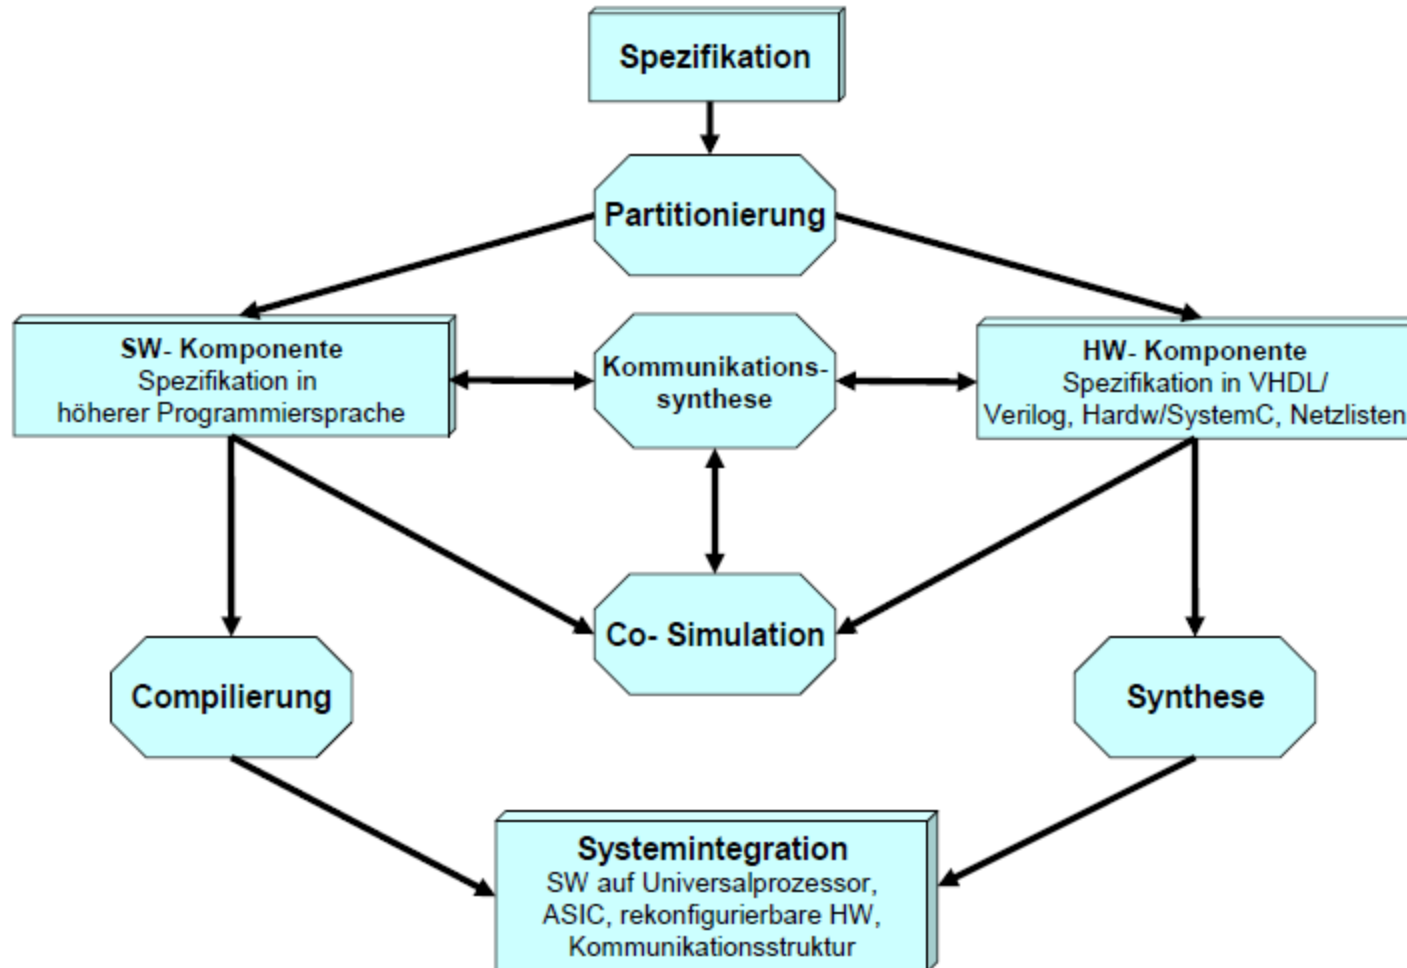 Spezifikation
Partitionierung
SW- Komponente
Spezifikation in
höherer Programmiersprache
Kommunikations-
synthese
HW- Komponente
Spezifikation in VHDL/
Verilog, Hardw/SystemC, Netzlisten
Co- Simulation
Compilierung
Synthese
Systemintegration
SW auf Universalprozessor,
ASIC, rekonfigurierbare HW,
Kommunikationsstruktur